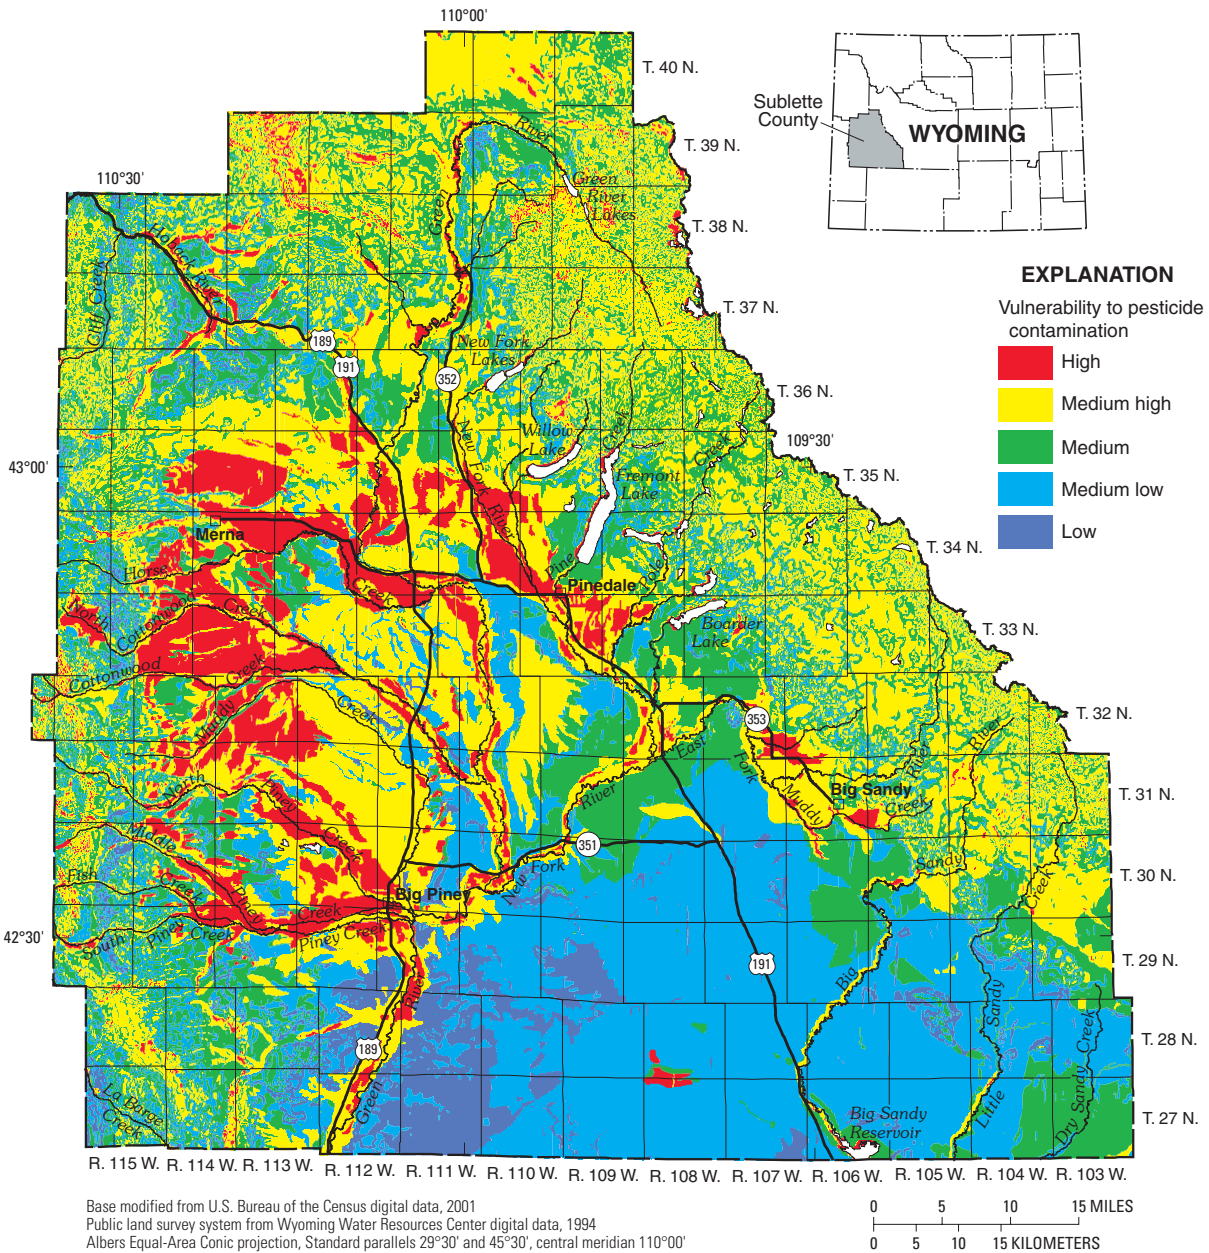 110°00'
T. 40 N.
Sublette
County
WYOMING
River
T. 39 N.
110°30'
Green
River
Lakes
Green
T. 38 N.
Hoback River
Cliff Creek
EXPLANATION
Vulnerability to pesticide
contamination
High
Medium high
Medium
Medium low
Low
T. 37 N.
189
191
352
New Fork
Lakes
T. 36 N.
109°30'
Willow
Lake
Creek
Creek
New Fork River
Fremont
Lake
43°00'
T. 35 N.
Merna
T. 34 N.
Horse
Creek
Pine
Pole
Pinedale
North
Cottonwood
Creek
Boarder
Lake
T. 33 N.
Cottonwood
Creek
Muddy
Creek
353
T. 32 N.
East
Fork
River
River
North
Piney
Creek
River
Muddy
Big Sandy
Creek
T. 31 N.
Middle
Piney
Creek
351
New Fork
Sandy
T. 30 N.
Fish
Creek
Big Piney
Creek
Creek
42°30'
South
Piney
Creek
Piney Creek
191
Big
T. 29 N.
River
Sandy
Creek
189
T. 28 N.
Green
Little
Dry Sandy
La Barge
Creek
Big Sandy
Reservoir
T. 27 N.
R. 115 W. R. 114 W. R. 113 W. R. 112 W. R. 111 W. R. 110 W. R. 109 W. R. 108 W. R. 107 W. R. 106 W. R. 105 W. R. 104 W. R. 103 W.
Base modified from U.S. Bureau of the Census digital data, 2001
Public land survey system from Wyoming Water Resources Center digital data, 1994
Albers Equal-Area Conic projection, Standard parallels 29°30' and 45°30', central meridian 110°00'
0 5 10 15 MILES
0 5 10 15 KILOMETERS